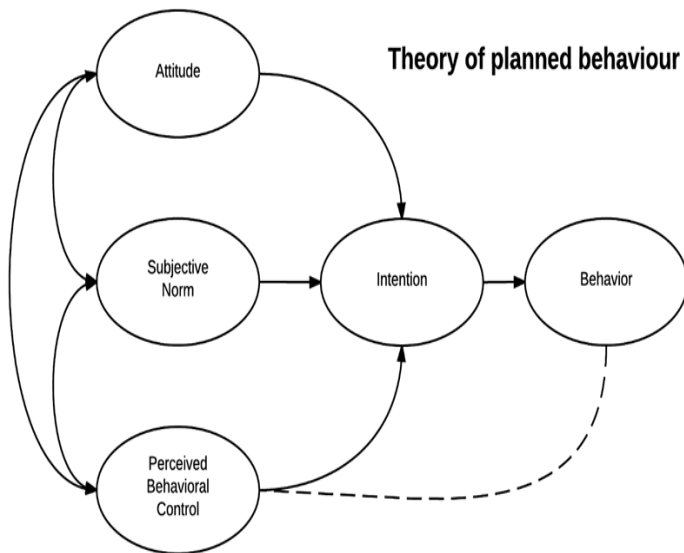 Theory of planned behaviour
Attitude
Subjective
Norm
Intention
Behavior
Perceived
Behavioral
Control